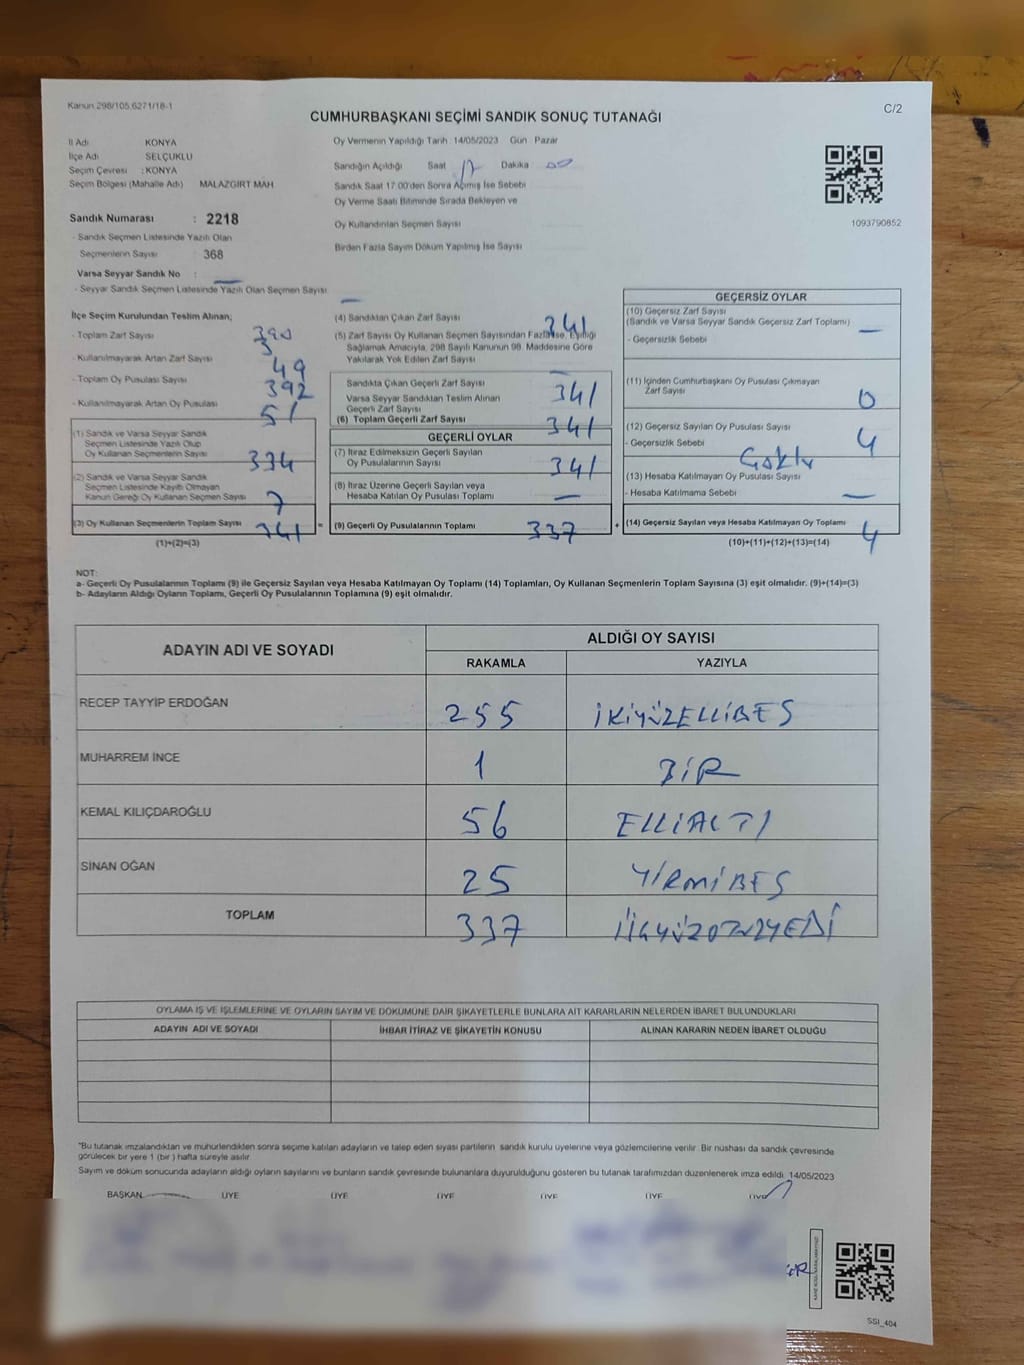 Kanun 298/105,6271/18-1
C/2
CUMHURBAŞKANI SEÇİMİ SANDIK SONUÇ TUTANAĞI
İl Adı KONYA
İlçe Adı SELÇUKLU
Seçim Çevresi : KONYA
Seçim Bölgesi (Mahalle Adı) MALAZGİRT MAH
Sandık Numarası : 2218
- Sandık Seçmen Listesinde Yazılı Olan
Seçmenlerin Sayısı : 368
Varsa Seyyar Sandık No : —
- Seyyar Sandık Seçmen Listesinde Yazılı Olan Seçmen Sayısı —
Oy Vermenin Yapıldığı Tarih : 14/05/2023 Gün Pazar
Sandığın Açıldığı Saat 17 Dakika 00
Sandık Saat 17:00'den Sonra Açımış İse Sebebi
Oy Verme Saati Bitiminde Sırada Bekleyen ve
Oy Kullandırılan Seçmen Sayısı
Birden Fazla Sayım Döküm Yapılmış İse Sayısı
1093790852
İlçe Seçim Kurulundan Teslim Alınan;
- Toplam Zarf Sayısı 390
- Kullanılmayarak Artan Zarf Sayısı 49
- Toplam Oy Pusulası Sayısı 392
- Kullanılmayarak Artan Oy Pusulası 51
(1) Sandık ve Varsa Seyyar Sandık
Seçmen Listesinde Yazılı Olup
Oy Kullanan Seçmenlerin Sayısı 334
(2) Sandık ve Varsa Seyyar Sandık
Seçmen Listesinde Kayıtlı Olmayan
Kanun Gereği Oy Kullanan Seçmen Sayısı 7
(3) Oy Kullanan Seçmenlerin Toplam Sayısı 341 =
(1)+(2)=(3)
(4) Sandıktan Çıkan Zarf Sayısı 341
(5) Zarf Sayısı Oy Kullanan Seçmen Sayısından Fazla ise, Eşitliği
Sağlamak Amacıyla, 298 Sayılı Kanunun 98. Maddesine Göre
Yakılarak Yok Edilen Zarf Sayısı —
Sandıkta Çıkan Geçerli Zarf Sayısı 341
Varsa Seyyar Sandıktan Teslim Alınan
Geçerli Zarf Sayısı
(6) Toplam Geçerli Zarf Sayısı 341
GEÇERLİ OYLAR
(7) İtiraz Edilmeksizin Geçerli Sayılan
Oy Pusulalarının Sayısı 341
(8) İtiraz Üzerine Geçerli Sayılan veya
Hesaba Katılan Oy Pusulası Toplamı —
(9) Geçerli Oy Pusulalarının Toplamı 337 +
GEÇERSİZ OYLAR
(10) Geçersiz Zarf Sayısı
(Sandık ve Varsa Seyyar Sandık Geçersiz Zarf Toplamı) —
- Geçersizlik Sebebi
(11) İçinden Cumhurbaşkanı Oy Pusulası Çıkmayan
Zarf Sayısı 0
(12) Geçersiz Sayılan Oy Pusulası Sayısı 4
- Geçersizlik Sebebi
(13) Hesaba Katılmayan Oy Pusulası Sayısı —
- Hesaba Katılmama Sebebi
(14) Geçersiz Sayılan veya Hesaba Katılmayan Oy Toplamı 4
(10)+(11)+(12)+(13)=(14)
NOT:
a- Geçerli Oy Pusulalarının Toplamı (9) ile Geçersiz Sayılan veya Hesaba Katılmayan Oy Toplamı (14) Toplamları, Oy Kullanan Seçmenlerin Toplam Sayısına (3) eşit olmalıdır. (9)+(14)=(3)
b- Adayların Aldığı Oyların Toplamı, Geçerli Oy Pusulalarının Toplamına (9) eşit olmalıdır.
ADAYIN ADI VE SOYADI
ALDIĞI OY SAYISI
RAKAMLA YAZIYLA
RECEP TAYYİP ERDOĞAN 255 İKİYÜZELLİBEŞ
MUHARREM İNCE 1 BİR
KEMAL KILIÇDAROĞLU 56 ELLİALTI
SİNAN OĞAN 25 YİRMİBEŞ
TOPLAM 337
OYLAMA İŞ VE İŞLEMLERİNE VE OYLARIN SAYIM VE DÖKÜMÜNE DAİR ŞİKAYETLERLE BUNLARA AİT KARARLARIN NELERDEN İBARET BULUNDUKLARI
ADAYIN ADI VE SOYADI İHBAR İTİRAZ VE ŞİKAYETİN KONUSU ALINAN KARARIN NEDEN İBARET OLDUĞU
"Bu tutanak imzalandıktan ve mühürlendikten sonra seçime katılan adayların ve talep eden siyasi partilerin sandık kurulu üyelerine veya gözlemcilerine verilir. Bir nüshası da sandık çevresinde
görülecek bir yere 1 (bir) hafta süreyle asılır.
Sayım ve döküm sonucunda adayların aldığı oyların sayılarını ve bunların sandık çevresinde bulunanlara duyurulduğunu gösteren bu tutanak tarafımızdan düzenlenerek imza edildi. 14/05/2023
BAŞKAN ÜYE ÜYE ÜYE ÜYE ÜYE ÜYE
SSI_404